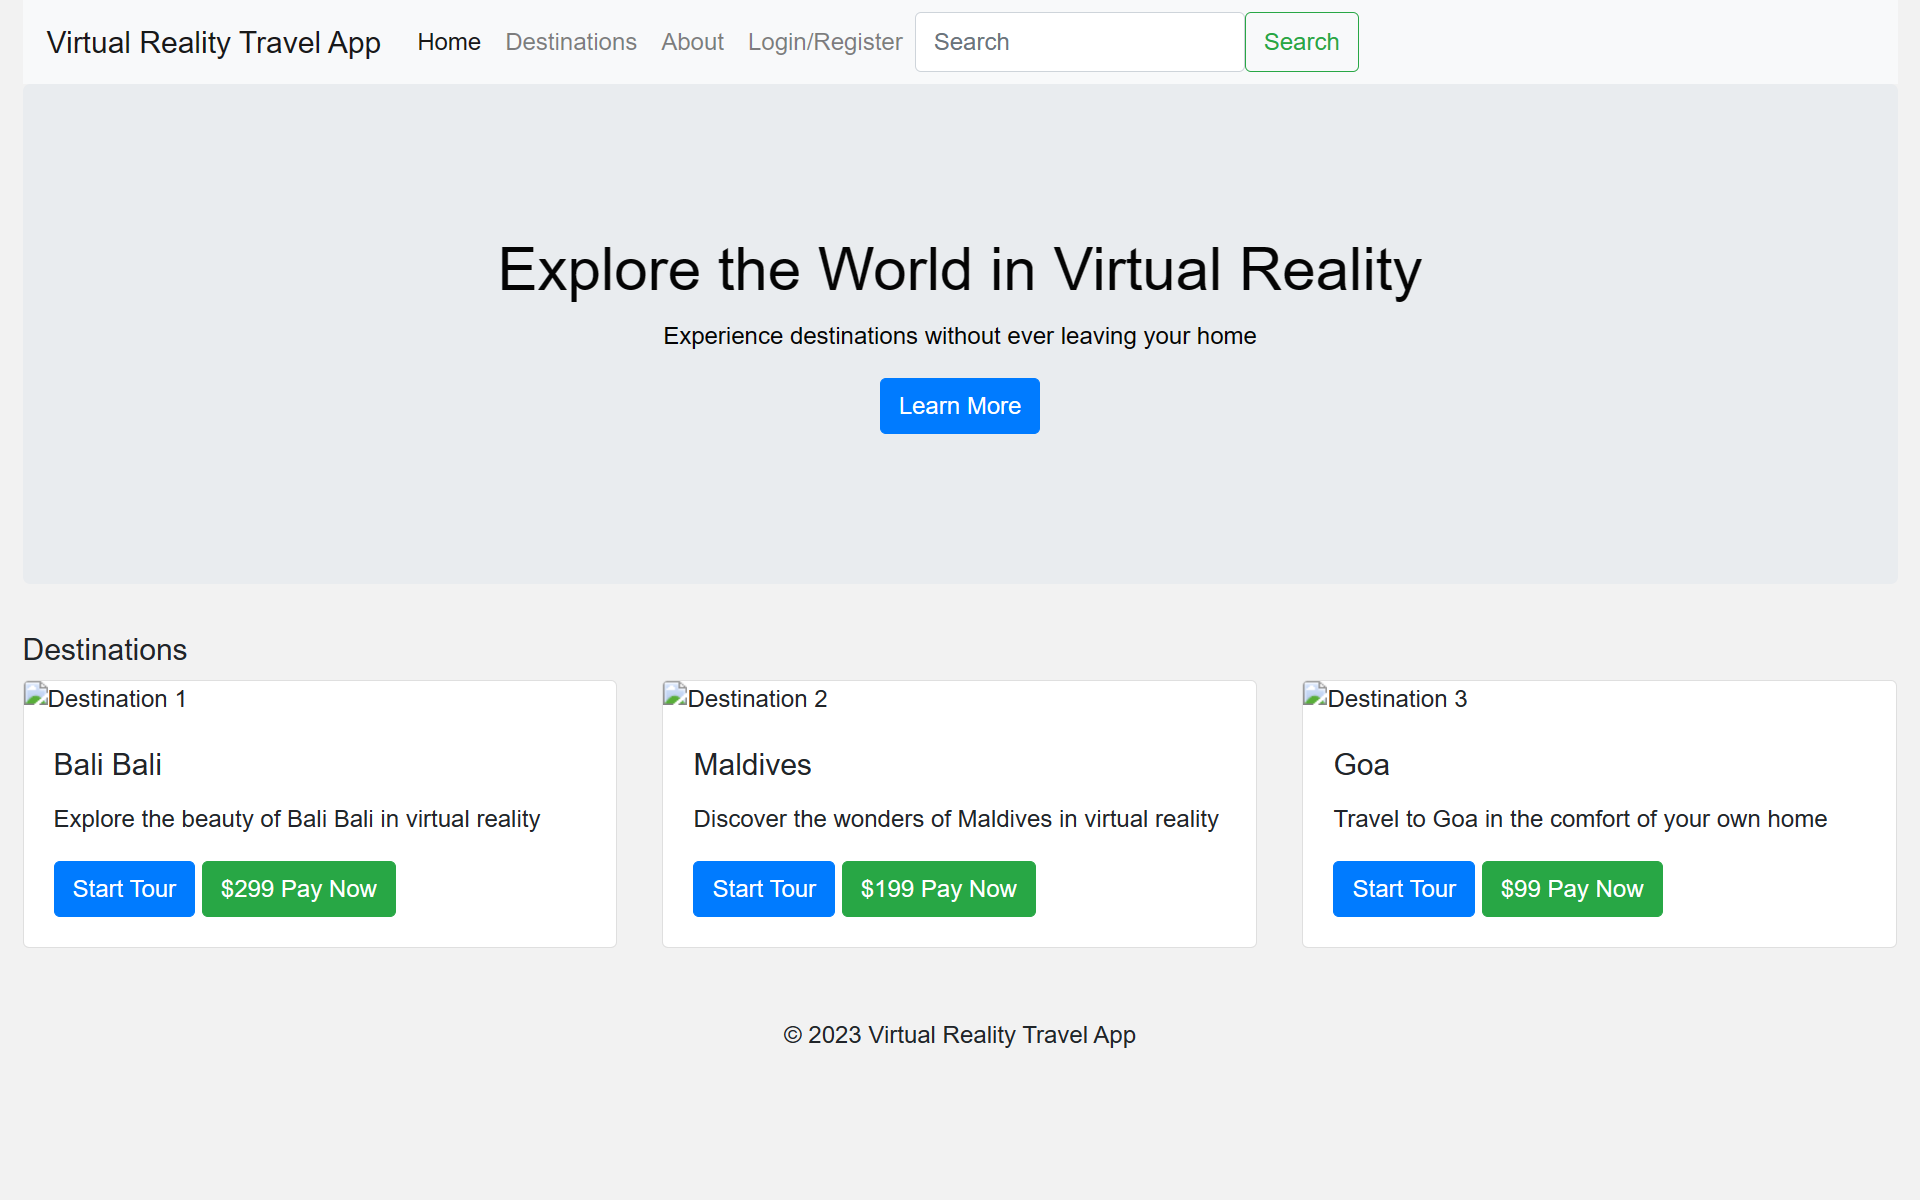 Virtual Reality Travel App Home Destinations About Login/Register Search Search
Explore the World in Virtual Reality
Experience destinations without ever leaving your home
Learn More
Destinations
Destination 1
Bali Bali
Explore the beauty of Bali Bali in virtual reality
Start Tour $299 Pay Now
Destination 2
Maldives
Discover the wonders of Maldives in virtual reality
Start Tour $199 Pay Now
Destination 3
Goa
Travel to Goa in the comfort of your own home
Start Tour $99 Pay Now
© 2023 Virtual Reality Travel App